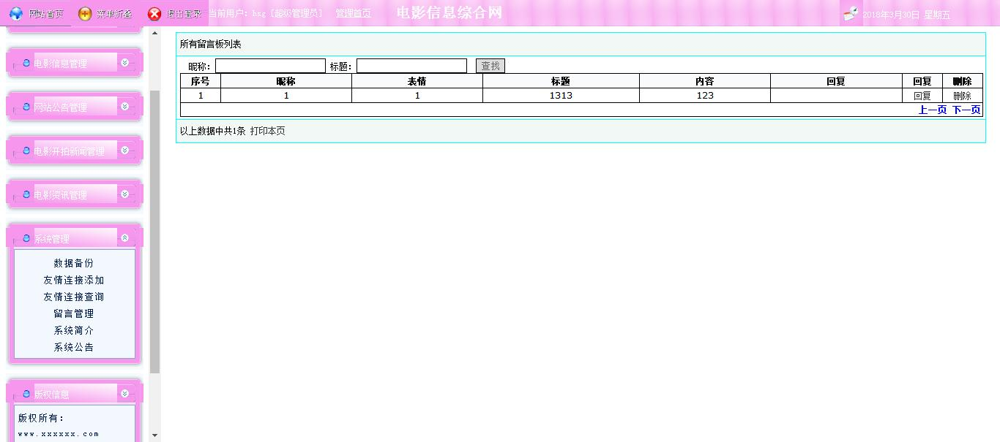 网站首页 菜单折叠 退出登录 当前用户: hsg [超级管理员] 管理首页 电影信息综合网 2018年3月30日 星期五
电影信息管理
网站公告管理
电影开拍新闻管理
电影资讯管理
系统管理
数据备份
友情连接添加
友情连接查询
留言管理
系统简介
系统公告
版权信息
版权所有:
www.xxxxxx.com
所有留言板列表
昵称: 标题: 查找
序号 昵称 表情 标题 内容 回复 回复 删除
1 1 1 1313 123 回复 删除
上一页 下一页
以上数据中共1条 打印本页